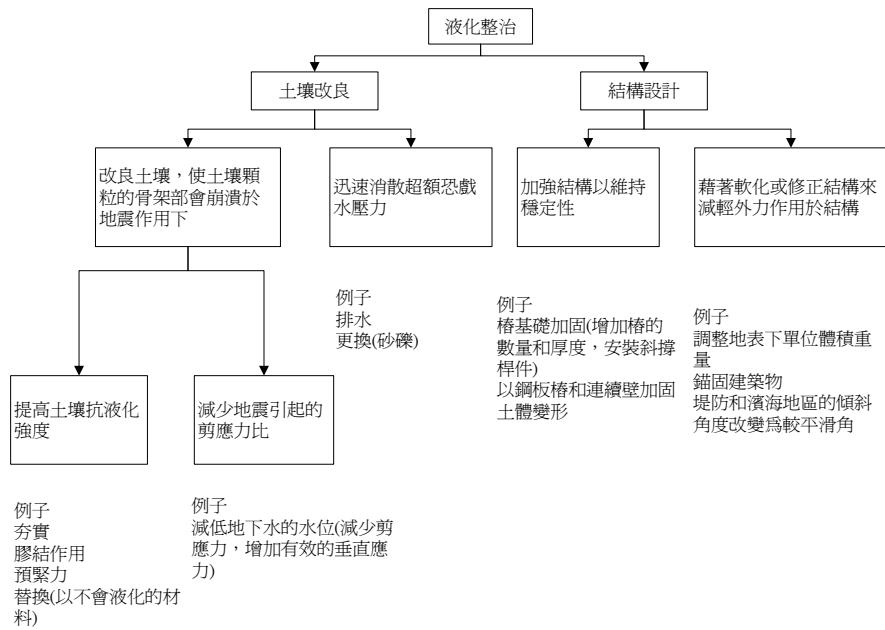 液化整治
土壤改良
結構設計
改良土壤，使土壤顆
粒的骨架部會崩潰於
地震作用下
迅速消散超額恐戲
水壓力
加強結構以維持
穩定性
藉著軟化或修正結構來
減輕外力作用於結構
例子
排水
更換(砂礫)
例子
樁基礎加固(增加樁的
數量和厚度，安裝斜撐
桿件)
以鋼板樁和連續壁加固
土體變形
例子
調整地表下單位體積重
量
錨固建築物
堤防和濱海地區的傾斜
角度改變爲較平滑角
提高土壤抗液化
強度
減少地震引起的
剪應力比
例子
夯實
膠結作用
預緊力
替換(以不會液化的材
料)
例子
減低地下水的水位(減少剪
應力，增加有效的垂直應
力)